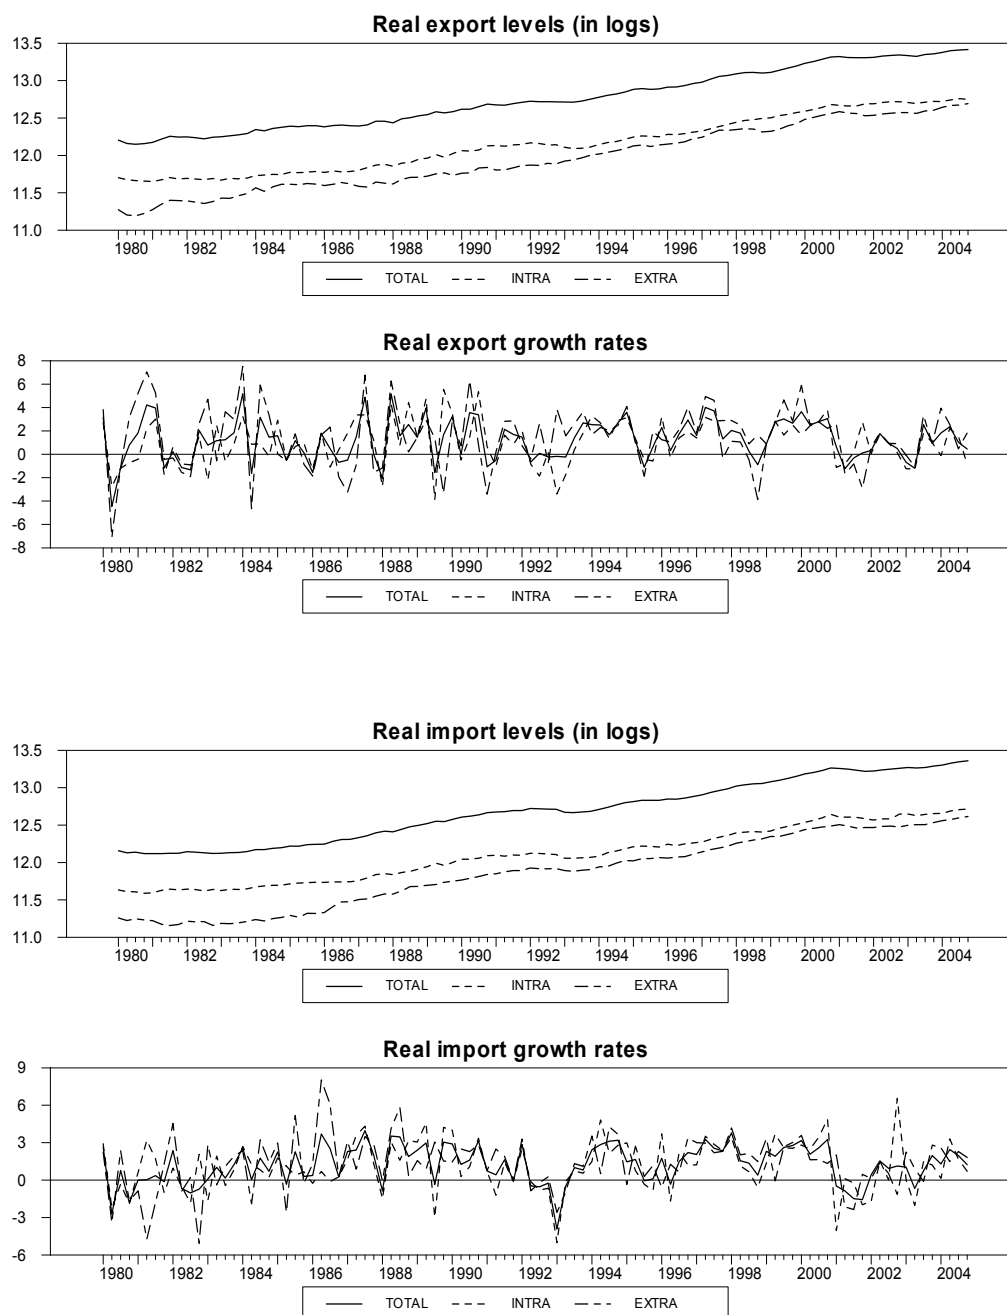 Real export levels (in logs)
13.5
13.0
12.5
12.0
11.5
11.0
1980 1982 1984 1986 1988 1990 1992 1994 1996 1998 2000 2002 2004
TOTAL INTRA EXTRA
Real export growth rates
8
6
4
2
0
-2
-4
-6
-8
1980 1982 1984 1986 1988 1990 1992 1994 1996 1998 2000 2002 2004
TOTAL INTRA EXTRA
Real import levels (in logs)
13.5
13.0
12.5
12.0
11.5
11.0
1980 1982 1984 1986 1988 1990 1992 1994 1996 1998 2000 2002 2004
TOTAL INTRA EXTRA
Real import growth rates
9
6
3
0
-3
-6
1980 1982 1984 1986 1988 1990 1992 1994 1996 1998 2000 2002 2004
TOTAL INTRA EXTRA